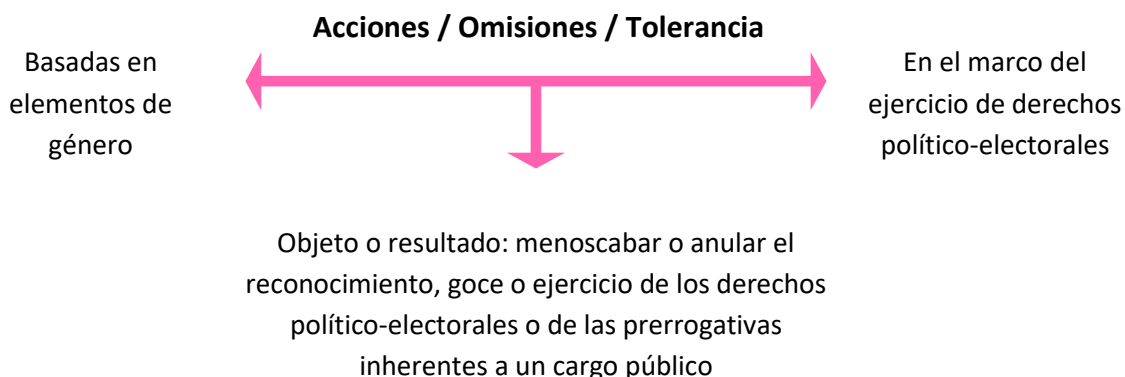 Acciones / Omisiones / Tolerancia
Basadas en
elementos de
género
En el marco del
ejercicio de derechos
político-electorales
Objeto o resultado: menoscabar o anular el
reconocimiento, goce o ejercicio de los derechos
político-electorales o de las prerrogativas
inherentes a un cargo público